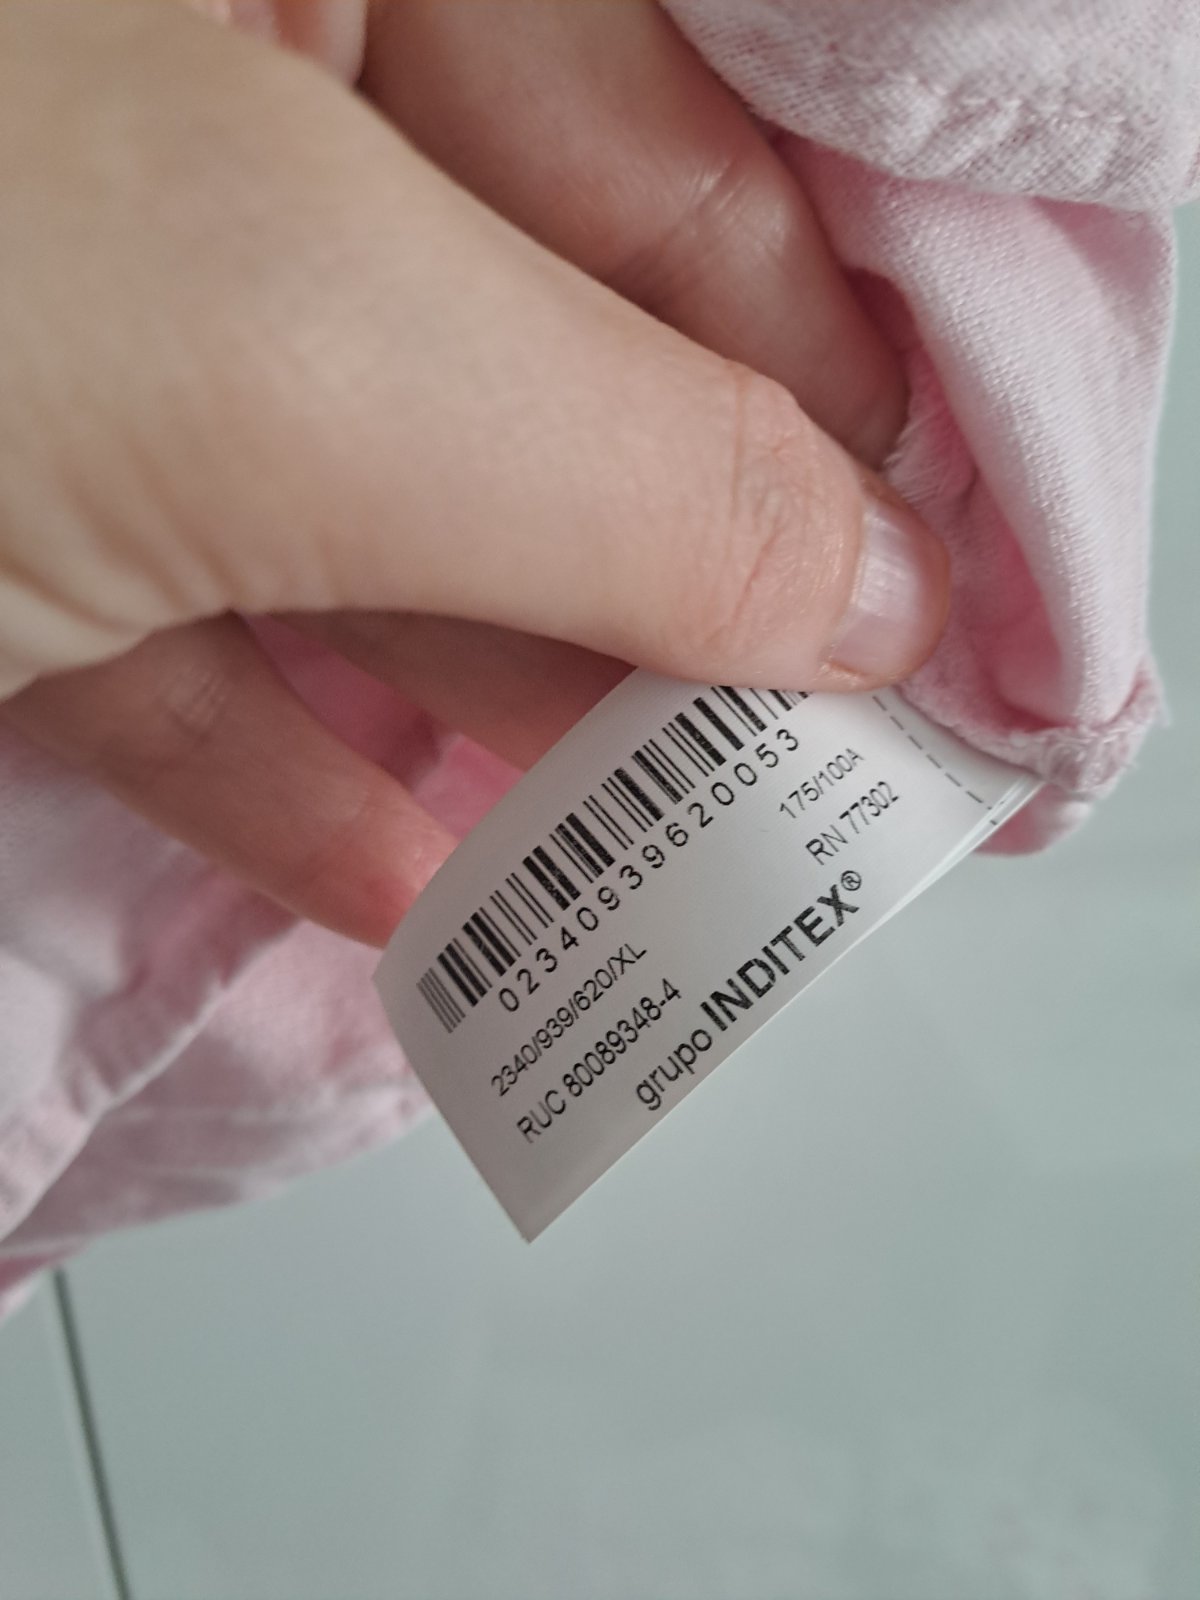 02340939620053
2340/939/620/XL
175/100A
RUC 80089348-4
RN 77302
grupo INDITEX®